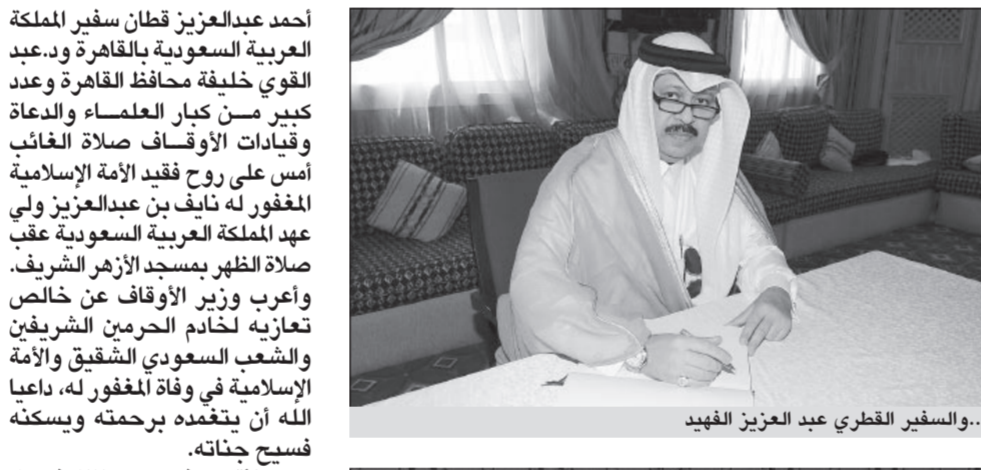 أحمد عبدالعزيز قطان سفير المملكة
العربية السعودية بالقاهرة ود.عبد
القوي خليفة محافظ القاهرة وعدد
كبير مــن كبار العلمــاء والدعاة
وقيادات الأوقــاف صلاة الغائب
أمس على روح فقيد الأمة الإسلامية
المغفور له نايف بن عبدالعزيز ولي
عهد المملكة العربية السعودية عقب
صلاة الظهر بمسجد الأزهر الشريف.
وأعرب وزير الأوقاف عن خالص
تعازيه لخادم الحرمين الشريفين
والشعب السعودي الشقيق والأمة
الإسلامية في وفاة المغفور له، داعيا
الله أن يتغمده برحمته ويسكنه
فسيح جناته.
..والسفير القطري عبد العزيز الفهيد